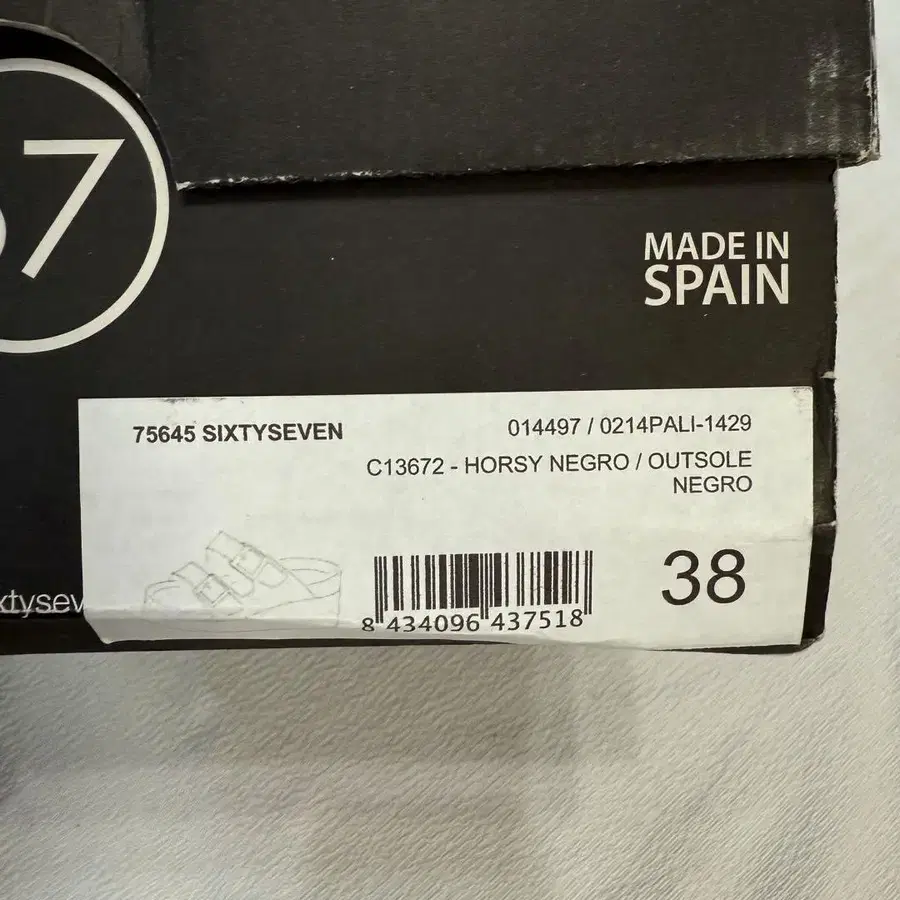 67
MADE IN
SPAIN
75645 SIXTYSEVEN
014497 / 0214PALI-1429
C13672 - HORSY NEGRO / OUTSOLE
NEGRO
38
xtysev
8 434096 437518